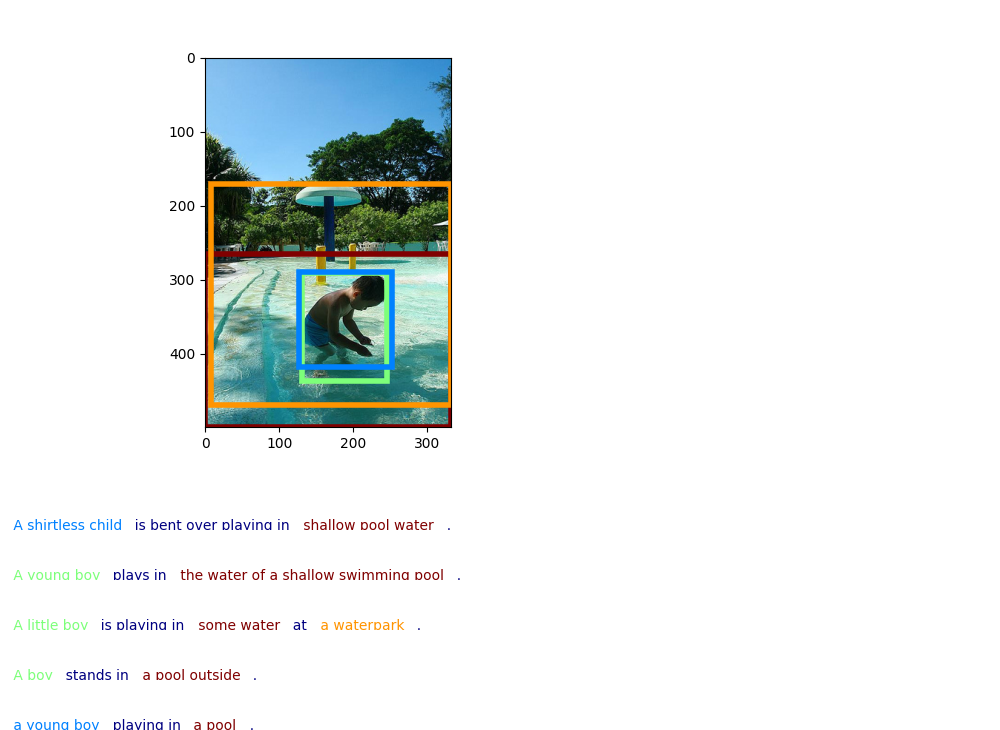 0
100
200
300
400
0 100 200 300
A shirtless child is bent over playing in shallow pool water .
A young boy plays in the water of a shallow swimming pool .
A little boy is playing in some water at a waterpark .
A boy stands in a pool outside .
a young boy playing in a pool .